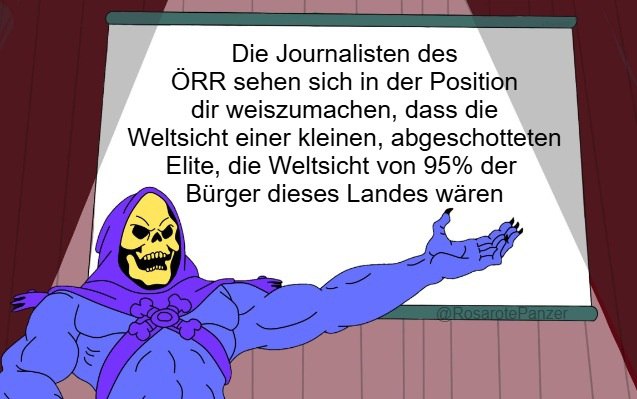 Die Journalisten des
ÖRR sehen sich in der Position
dir weiszumachen, dass die
Weltsicht einer kleinen, abgeschotteten
Elite, die Weltsicht von 95% der
Bürger dieses Landes wären
@RosarotePanzer